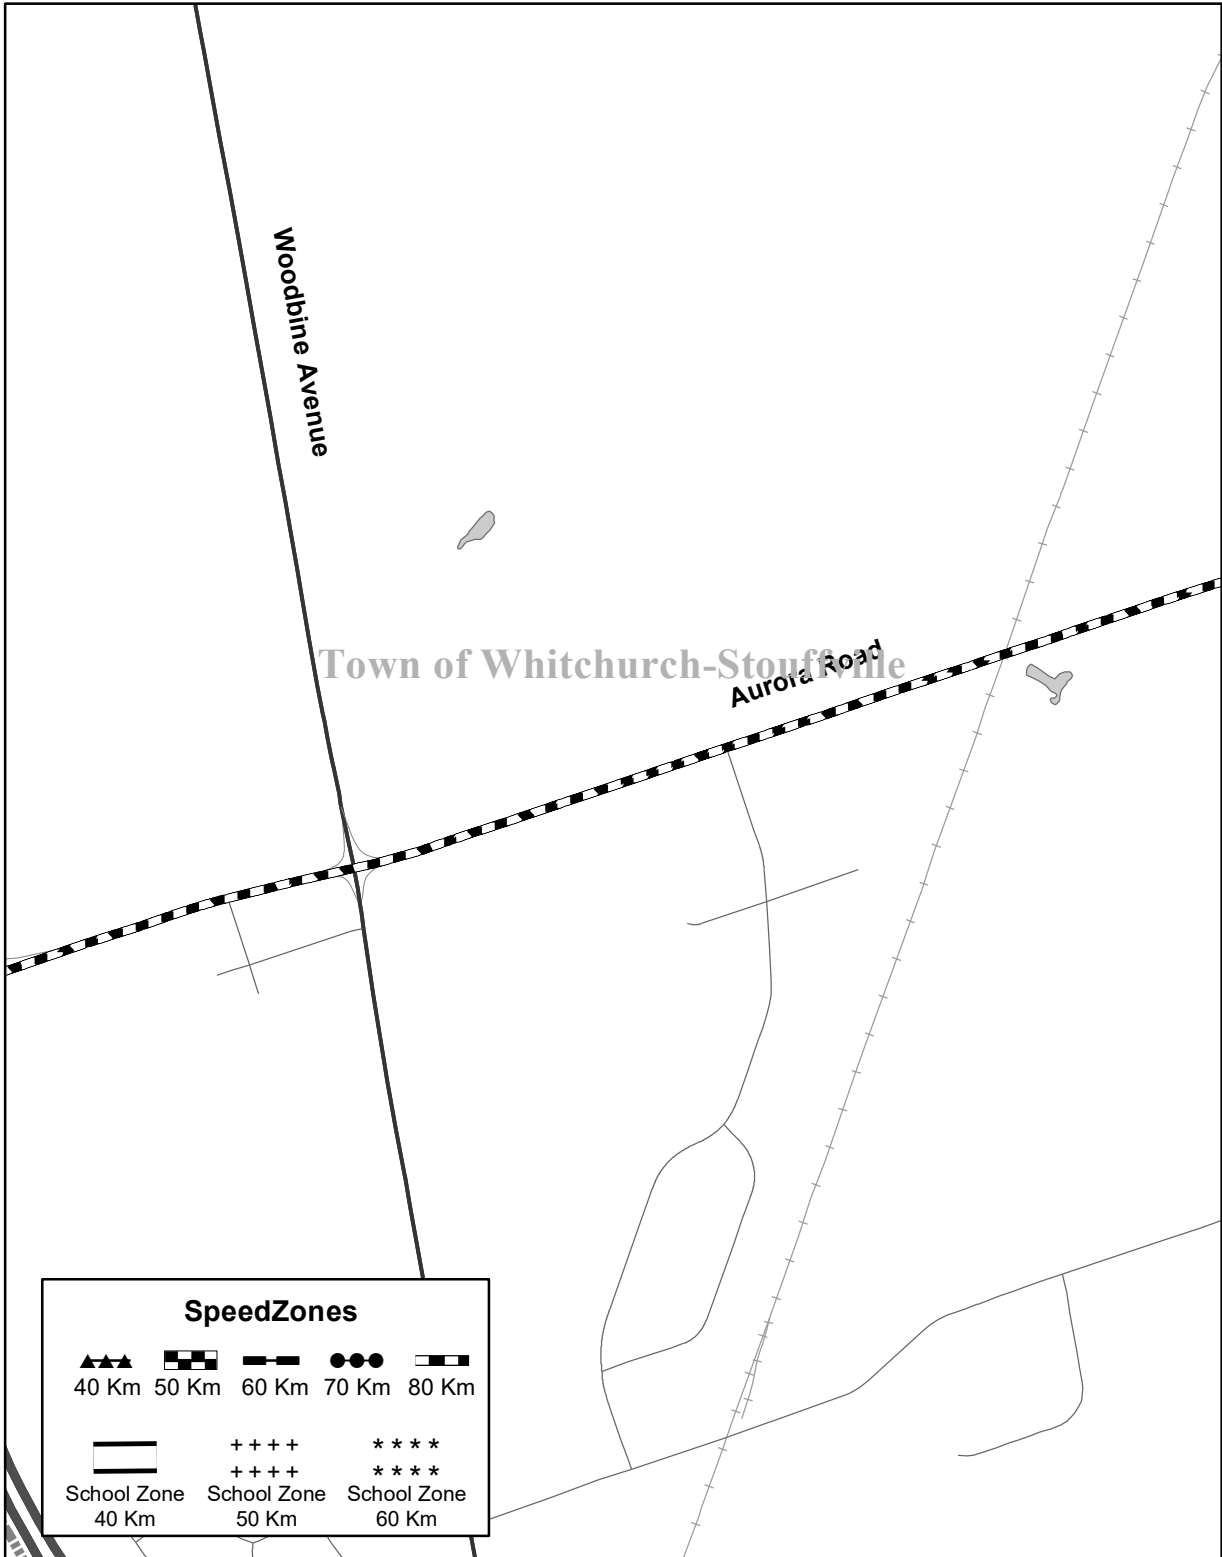 Woodbine Avenue
Town of Whitchurch-Stouffville
Aurora Road
SpeedZones
40 Km 50 Km 60 Km 70 Km 80 Km
School Zone School Zone School Zone
40 Km 50 Km 60 Km